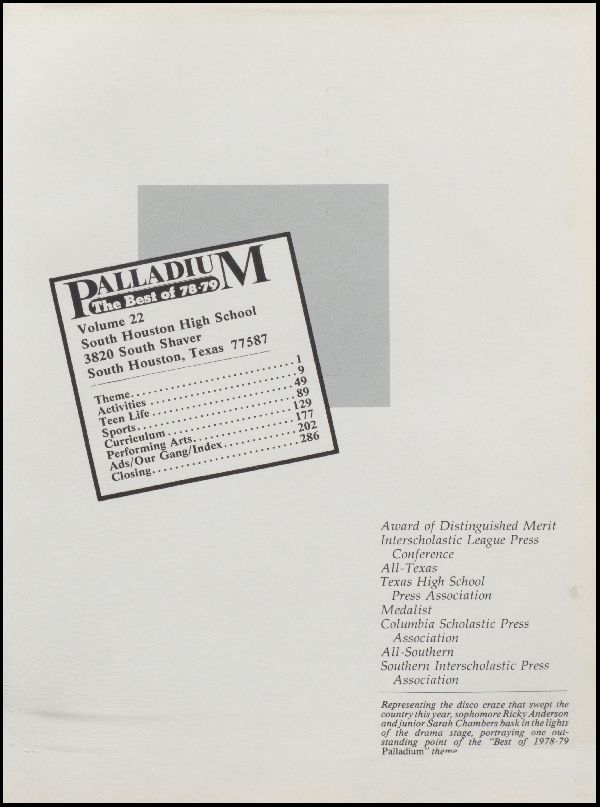 PALLADIUM
The Best of 78-79
Volume 22
South Houston High School
3820 South Shaver
South Houston, Texas 77587
Theme.............................1
Activities ..........................9
Teen Life..........................49
Sports.............................89
Curriculum.......................129
Performing Arts..................177
Ads/Our Gang/Index.............202
Closing...........................286
Award of Distinguished Merit
Interscholastic League Press
Conference
All-Texas
Texas High School
Press Association
Medalist
Columbia Scholastic Press
Association
All-Southern
Southern Interscholastic Press
Association
Representing the disco craze that swept the
country this year, sophomore Ricky Anderson
and junior Sarah Chambers bask in the lights
of the drama stage, portraying one out-
standing point of the "Best of 1978-79
Palladium" theme